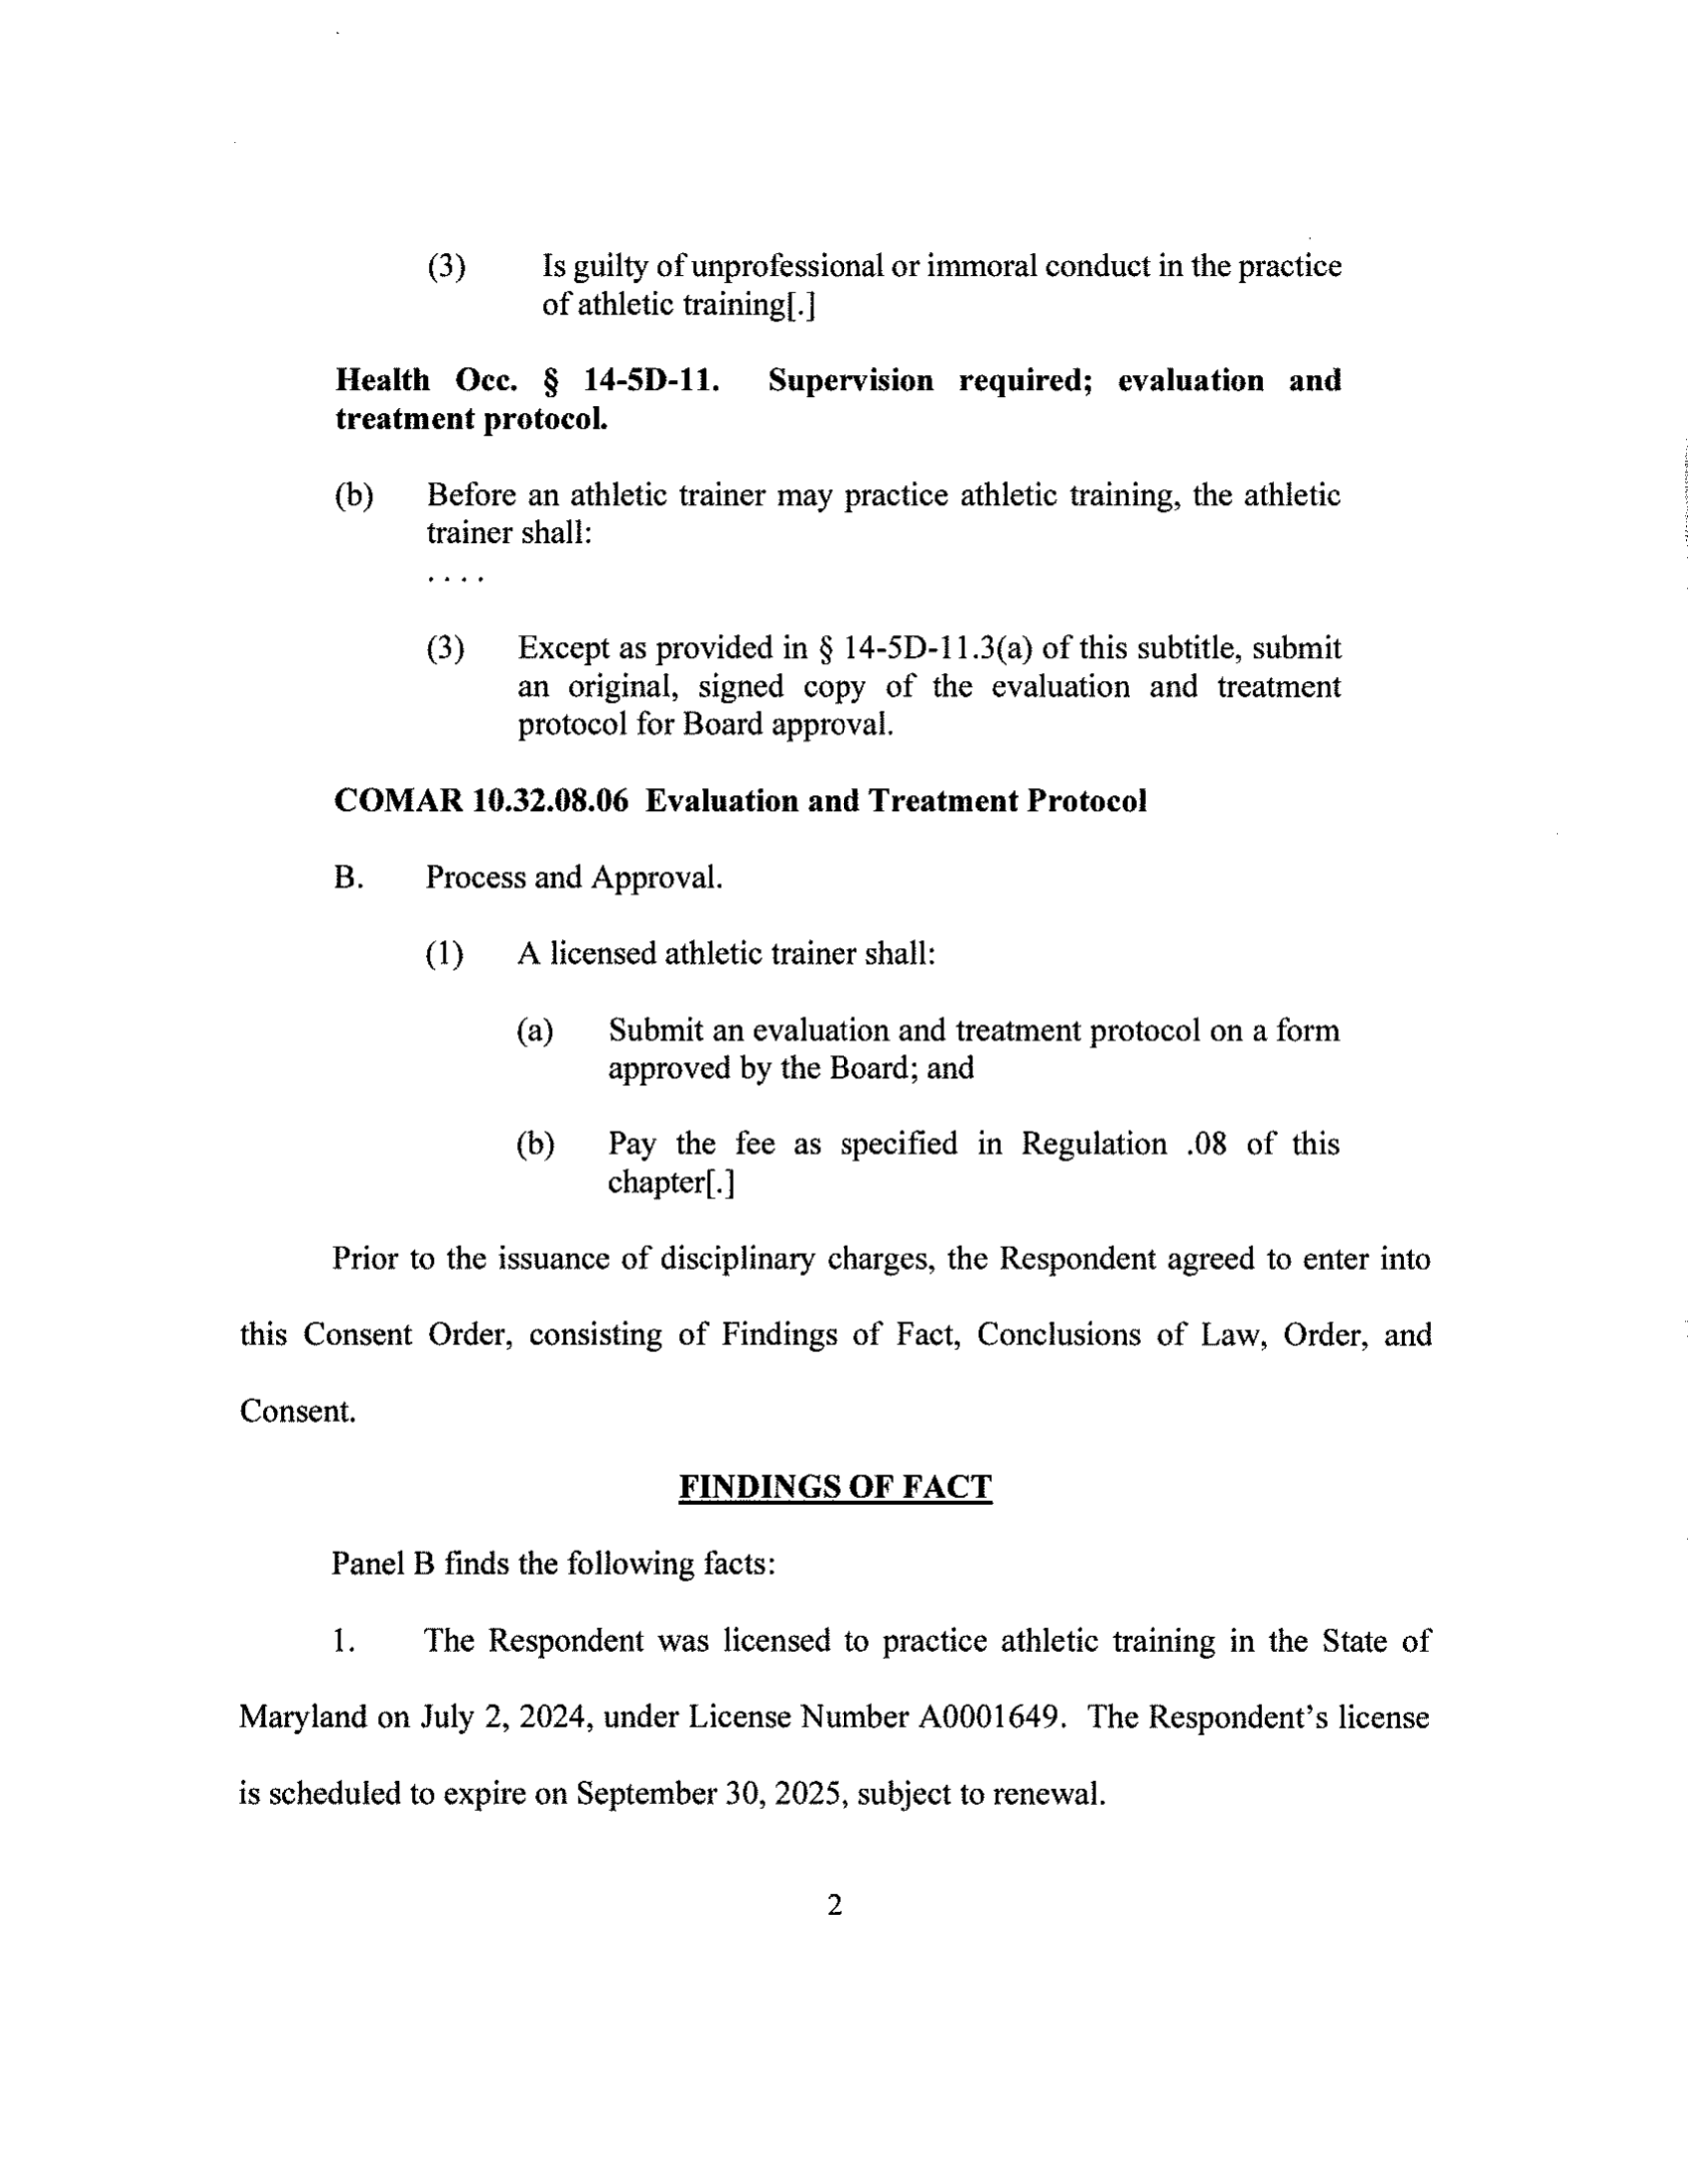 (3) Is guilty of unprofessional or immoral conduct in the practice
of athletic training[.]
Health Occ. § 14-5D-11. Supervision required; evaluation and
treatment protocol.
(b) Before an athletic trainer may practice athletic training, the athletic
trainer shall:
. . . .
(3) Except as provided in § 14-5D-11.3(a) of this subtitle, submit
an original, signed copy of the evaluation and treatment
protocol for Board approval.
COMAR 10.32.08.06 Evaluation and Treatment Protocol
B. Process and Approval.
(1) A licensed athletic trainer shall:
(a) Submit an evaluation and treatment protocol on a form
approved by the Board; and
(b) Pay the fee as specified in Regulation .08 of this
chapter[.]
Prior to the issuance of disciplinary charges, the Respondent agreed to enter into
this Consent Order, consisting of Findings of Fact, Conclusions of Law, Order, and
Consent.
FINDINGS OF FACT
Panel B finds the following facts:
1. The Respondent was licensed to practice athletic training in the State of
Maryland on July 2, 2024, under License Number A0001649. The Respondent's license
is scheduled to expire on September 30, 2025, subject to renewal.
2